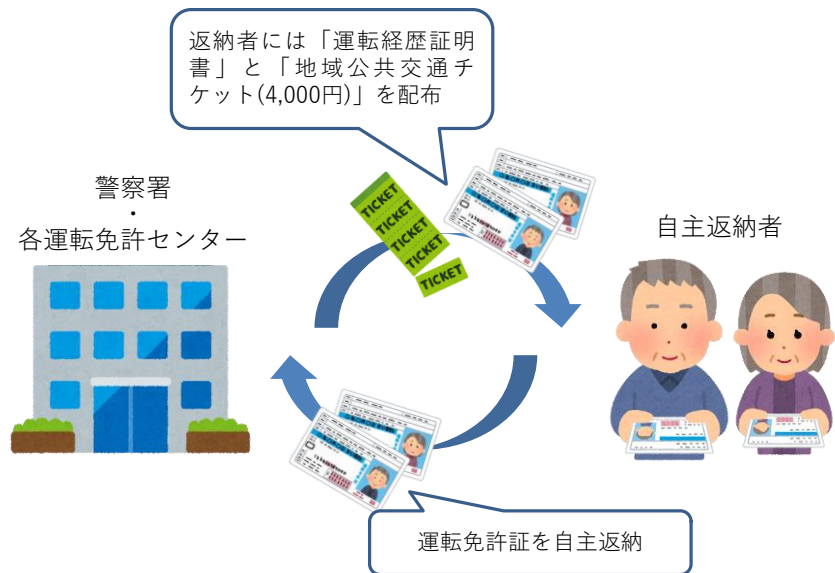 返納者には「運転経歴証明
書」と「地域公共交通チ
ケット(4,000円)」を配布
警察署
・
各運転免許センター
自主返納者
TICKET
TICKET
TICKET
TICKET
TICKET
運転免許証を自主返納